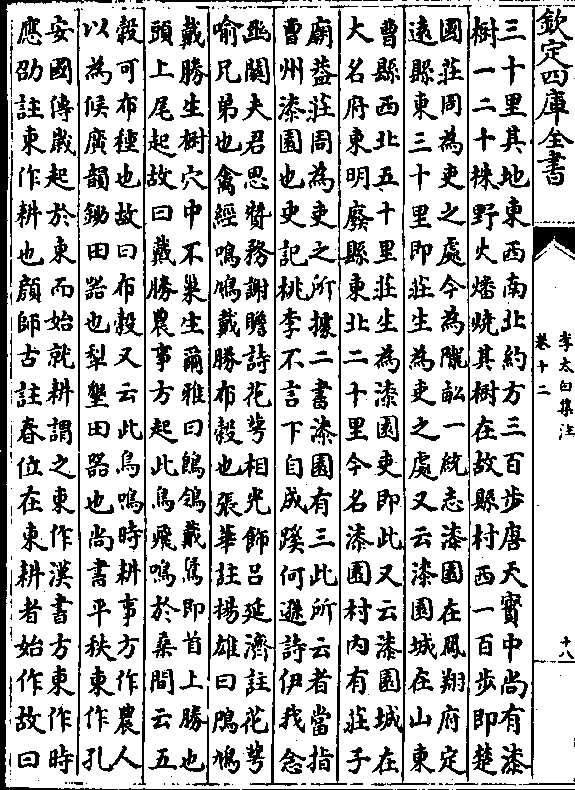 欽定四庫全書
李太白集注
卷十二
十八
三十里其地東西南北約方三百步唐天寶中尚有漆
樹一二十株野火燔燒其樹在故縣村西一百步即楚
國莊周為吏之處今為隴畝一統志漆園在鳳翔府定
遠縣東三十里即莊生為吏之處又云漆園城在山東
曹縣西北五十里莊生為漆園吏即此又云漆園城在
大名府東明廢縣東北二十里今名漆園村内有莊子
廟蓋莊周為吏之所據二書漆園有三此所云者當指
曹州漆園也史記桃李不言下自成蹊何遜詩伊我念
幽關夫君思贊務謝瞻詩花萼相光飾吕延濟註花萼
喻兄弟也禽經鳴鳩戴勝布穀也張華註揚雄曰鳲鳩
戴勝生樹穴中不巢生爾雅曰鵖鴔戴鵀即首上勝也
頭上尾起故曰戴勝農事方起此鳥飛鳴於桑間云五
穀可布種也故曰布穀又云此鳥鳴時耕事方作農人
以為候廣韻鋤田器也犁墾田器也尚書平秩東作孔
安國傳歲起於東而始就耕謂之東作漢書方東作時
應劭註東作耕也顔師古註春位在東耕者始作故曰